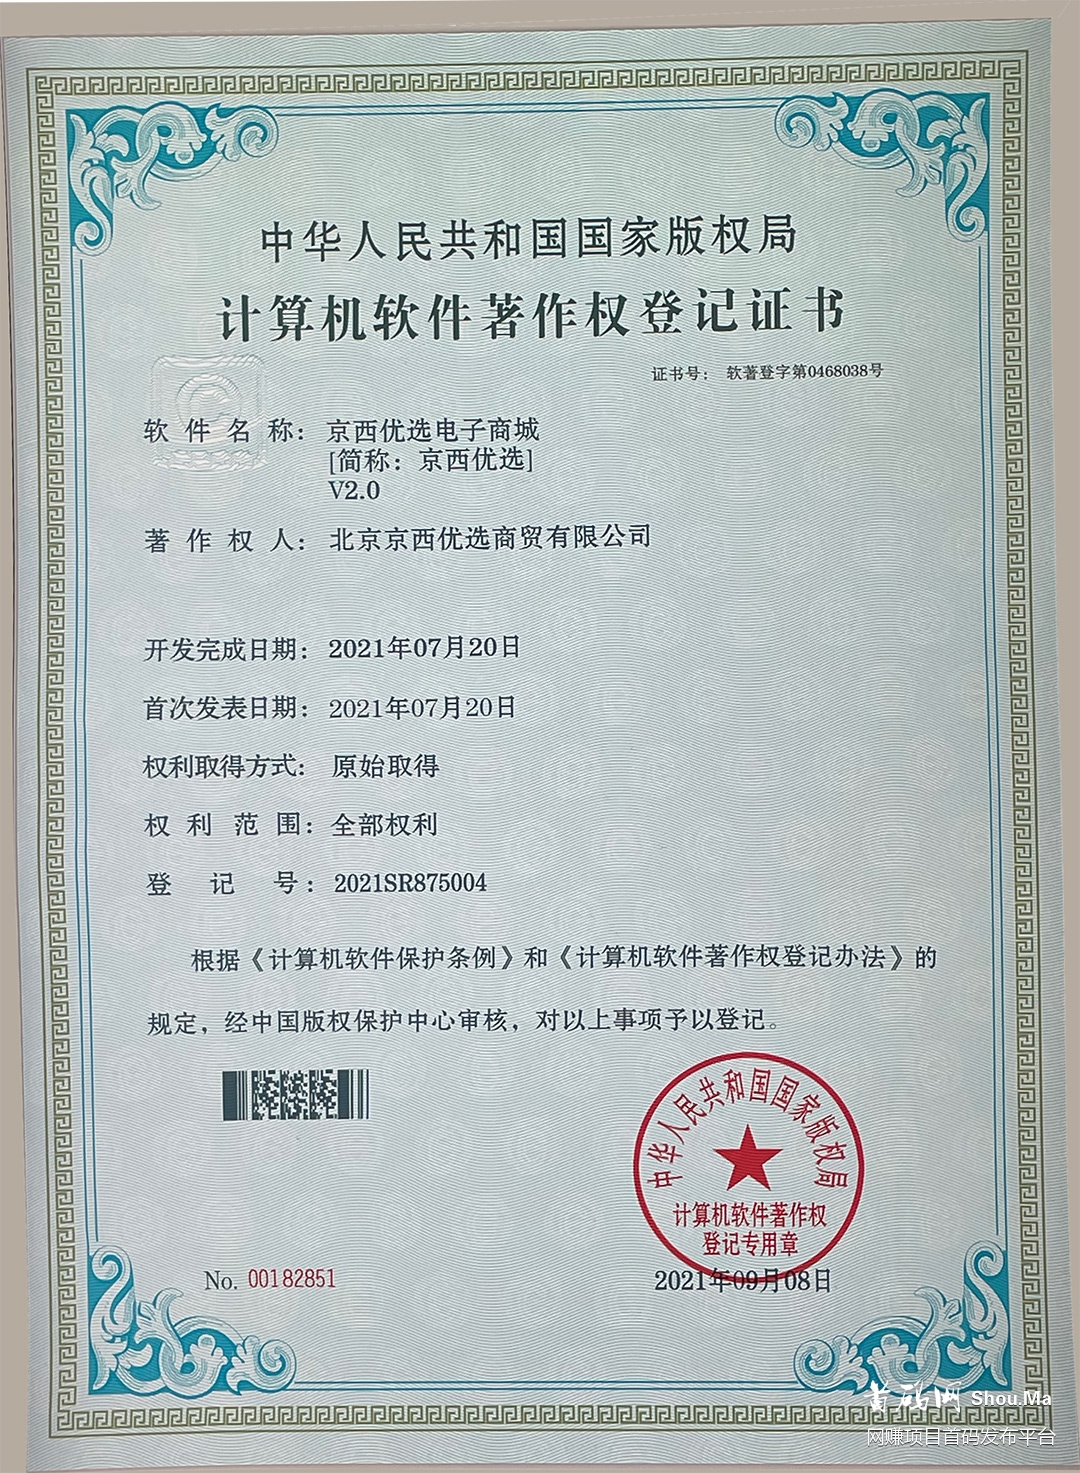 中华人民共和国国家版权局
计算机软件著作权登记证书
证书号： 软著登字第0468038号
软件名称： 京西优选电子商城
[简称：京西优选]
V2.0
著作权人： 北京京西优选商贸有限公司
开发完成日期： 2021年07月20日
首次发表日期： 2021年07月20日
权利取得方式： 原始取得
权利范围： 全部权利
登记号： 2021SR875004
根据《计算机软件保护条例》和《计算机软件著作权登记办法》的
规定，经中国版权保护中心审核，对以上事项予以登记。
中华人民共和国国家版权局
计算机软件著作权
登记专用章
No. 00182851
2021年09月08日
首码网 Shou.Ma
网赚项目首码发布平台